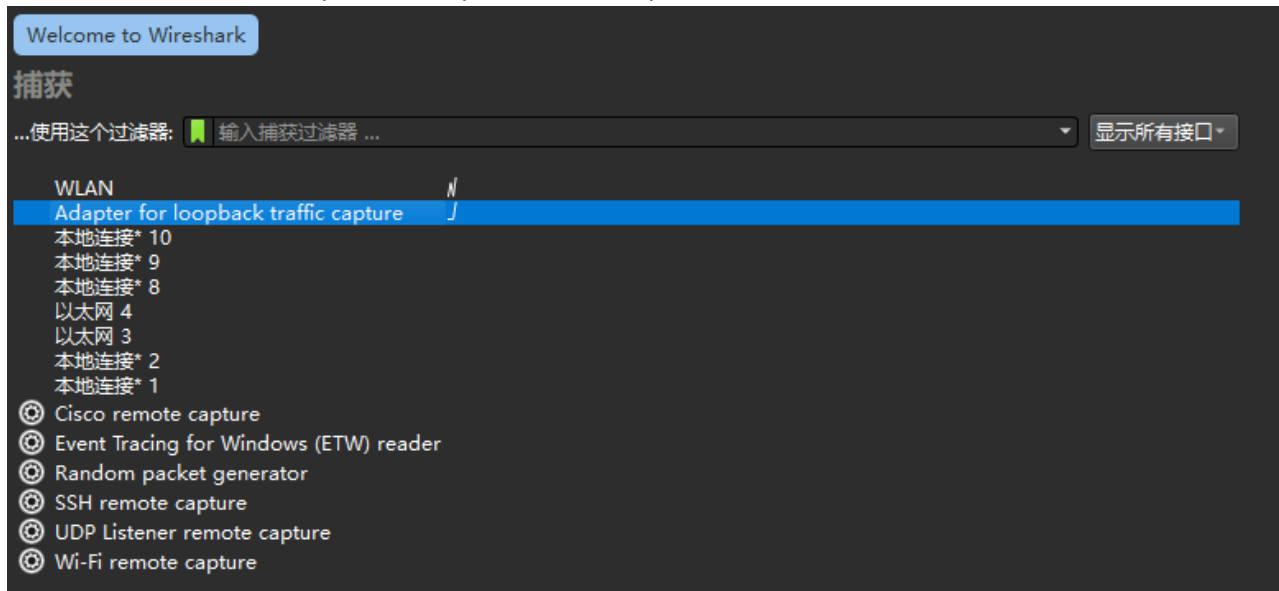 Welcome to Wireshark
捕获
...使用这个过滤器: 输入捕获过滤器 ... 显示所有接口
WLAN
Adapter for loopback traffic capture
本地连接* 10
本地连接* 9
本地连接* 8
以太网 4
以太网 3
本地连接* 2
本地连接* 1
Cisco remote capture
Event Tracing for Windows (ETW) reader
Random packet generator
SSH remote capture
UDP Listener remote capture
Wi-Fi remote capture